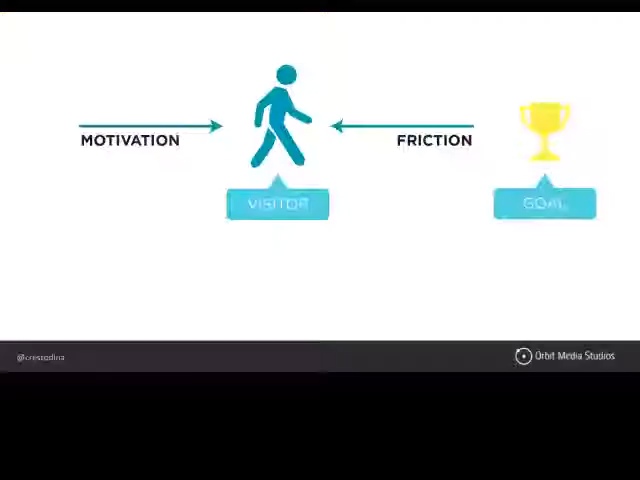 MOTIVATION
FRICTION
VISITOR
GOAL
@crestodina
Orbit Media Studios